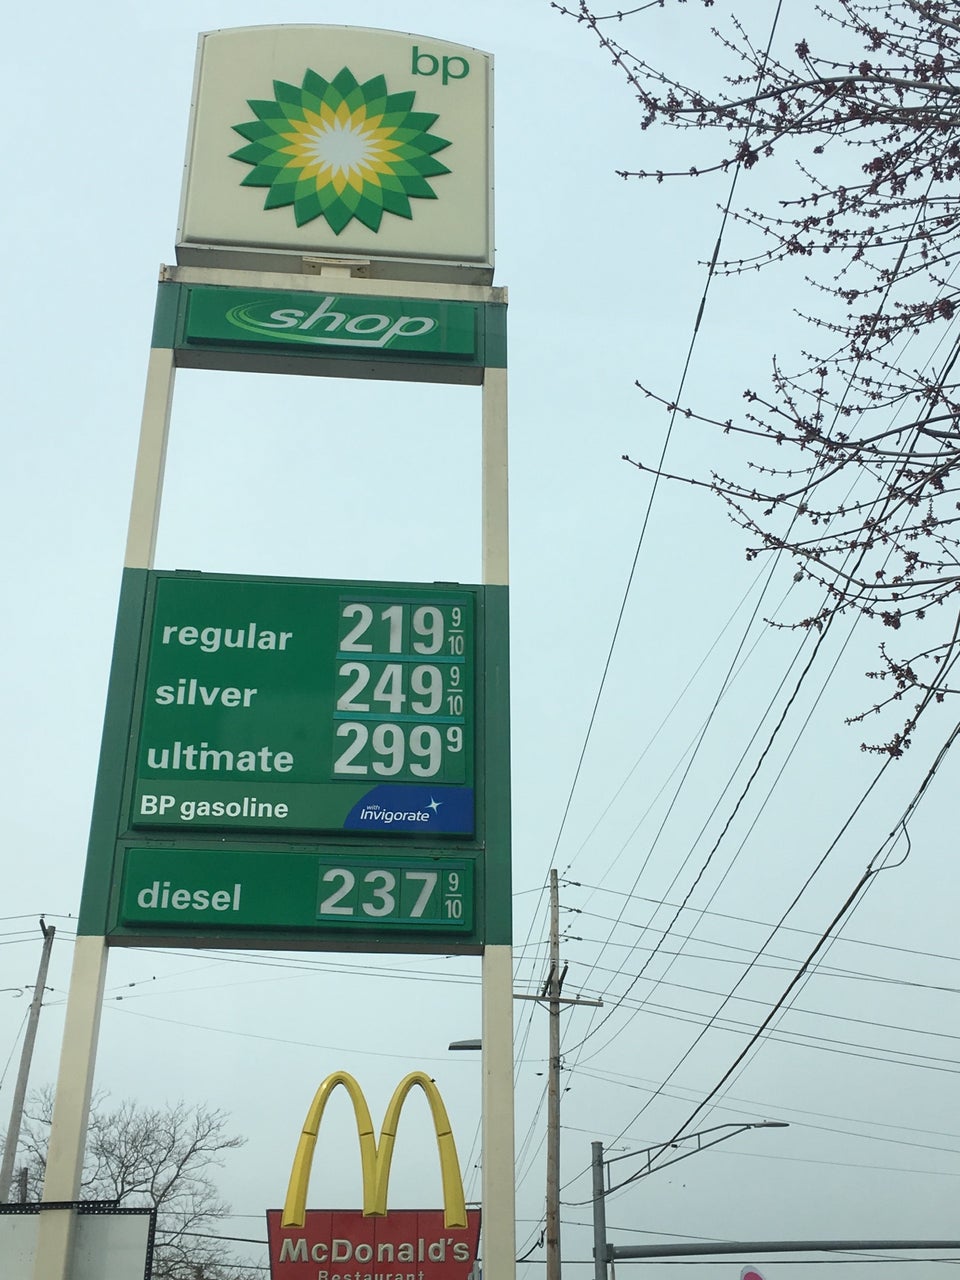 bp
shop
regular 219 9/10
silver 249 9/10
ultimate 299 9
BP gasoline with Invigorate
diesel 237 9/10
McDonald's
Restaurant